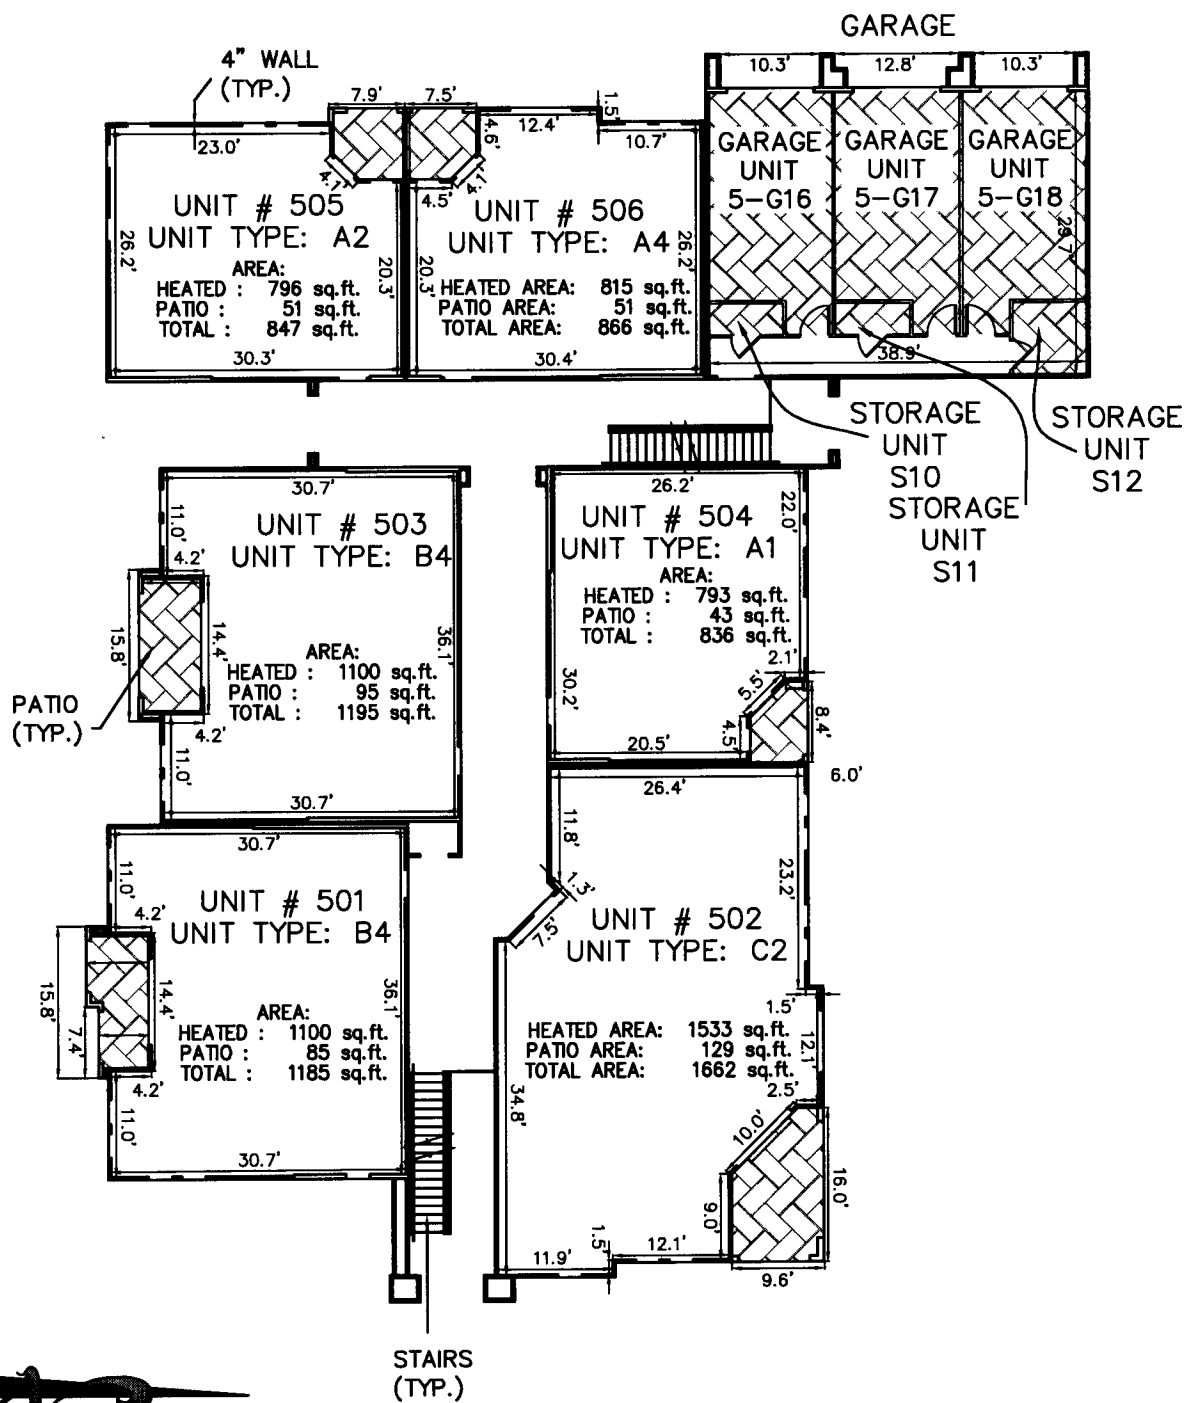 GARAGE
4" WALL
(TYP.)
10.3'
12.8'
10.3'
7.9'
7.5'
1.5'
23.0'
4.6'
12.4'
10.7'
GARAGE
UNIT
5-G16
GARAGE
UNIT
5-G17
GARAGE
UNIT
5-G18
29.7'
4.1'
4.5'
4.1'
UNIT # 505
UNIT TYPE: A2
AREA:
HEATED : 796 sq.ft.
PATIO : 51 sq.ft.
TOTAL : 847 sq.ft.
26.2'
20.3'
30.3'
UNIT # 506
UNIT TYPE: A4
HEATED AREA: 815 sq.ft.
PATIO AREA: 51 sq.ft.
TOTAL AREA: 866 sq.ft.
20.3'
26.2'
30.4'
38.9'
STORAGE
UNIT
S10
STORAGE
UNIT
S11
STORAGE
UNIT
S12
30.7'
11.0'
UNIT # 503
UNIT TYPE: B4
4.2'
15.8'
14.4'
36.1'
AREA:
HEATED : 1100 sq.ft.
PATIO : 95 sq.ft.
TOTAL : 1195 sq.ft.
PATIO
(TYP.)
4.2'
11.0'
30.7'
26.2'
22.0'
UNIT # 504
UNIT TYPE: A1
AREA:
HEATED : 793 sq.ft.
PATIO : 43 sq.ft.
TOTAL : 836 sq.ft.
2.1'
5.5'
30.2'
4.5'
8.4'
20.5'
6.0'
30.7'
11.0'
UNIT # 501
UNIT TYPE: B4
4.2'
15.8'
7.4'
14.4'
36.1'
AREA:
HEATED : 1100 sq.ft.
PATIO : 85 sq.ft.
TOTAL : 1185 sq.ft.
4.2'
11.0'
30.7'
26.4'
11.8'
23.2'
1.3'
7.5'
UNIT # 502
UNIT TYPE: C2
1.5'
12.1'
HEATED AREA: 1533 sq.ft.
PATIO AREA: 129 sq.ft.
TOTAL AREA: 1662 sq.ft.
2.5'
34.8'
10.0'
9.0'
16.0'
1.5'
12.1'
11.9'
9.6'
STAIRS
(TYP.)